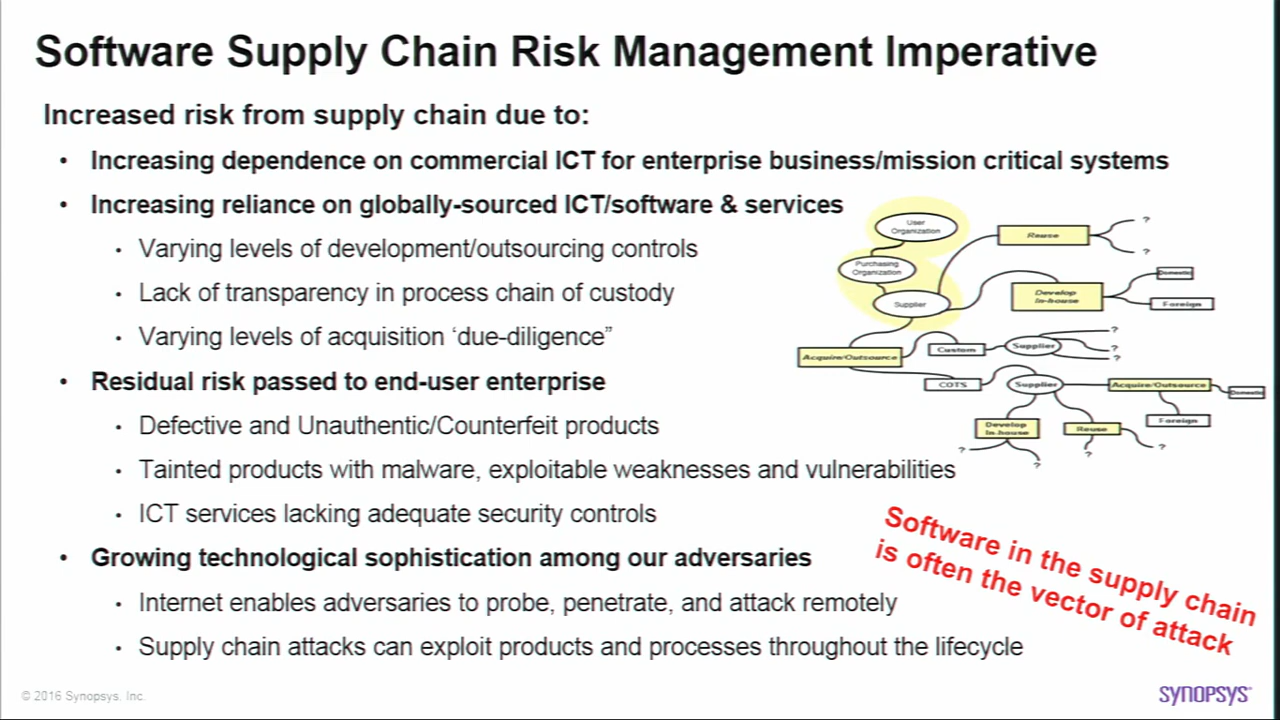 Software Supply Chain Risk Management Imperative
Increased risk from supply chain due to:
• Increasing dependence on commercial ICT for enterprise business/mission critical systems
• Increasing reliance on globally-sourced ICT/software & services
• Varying levels of development/outsourcing controls
• Lack of transparency in process chain of custody
• Varying levels of acquisition ‘due-diligence”
• Residual risk passed to end-user enterprise
• Defective and Unauthentic/Counterfeit products
• Tainted products with malware, exploitable weaknesses and vulnerabilities
• ICT services lacking adequate security controls
• Growing technological sophistication among our adversaries
• Internet enables adversaries to probe, penetrate, and attack remotely
• Supply chain attacks can exploit products and processes throughout the lifecycle
User
Organization
Purchasing
Organization
Supplier
Reuse
?
?
Develop
In-house
Domestic
Foreign
Acquire/Outsource
Custom
Supplier
?
?
?
COTS
Supplier
Acquire/Outsource
Domestic
Foreign
Develop
In-house
Reuse
?
?
?
?
Software in the supply chain
is often the vector of attack
© 2016 Synopsys, Inc.
SYNOPSYS